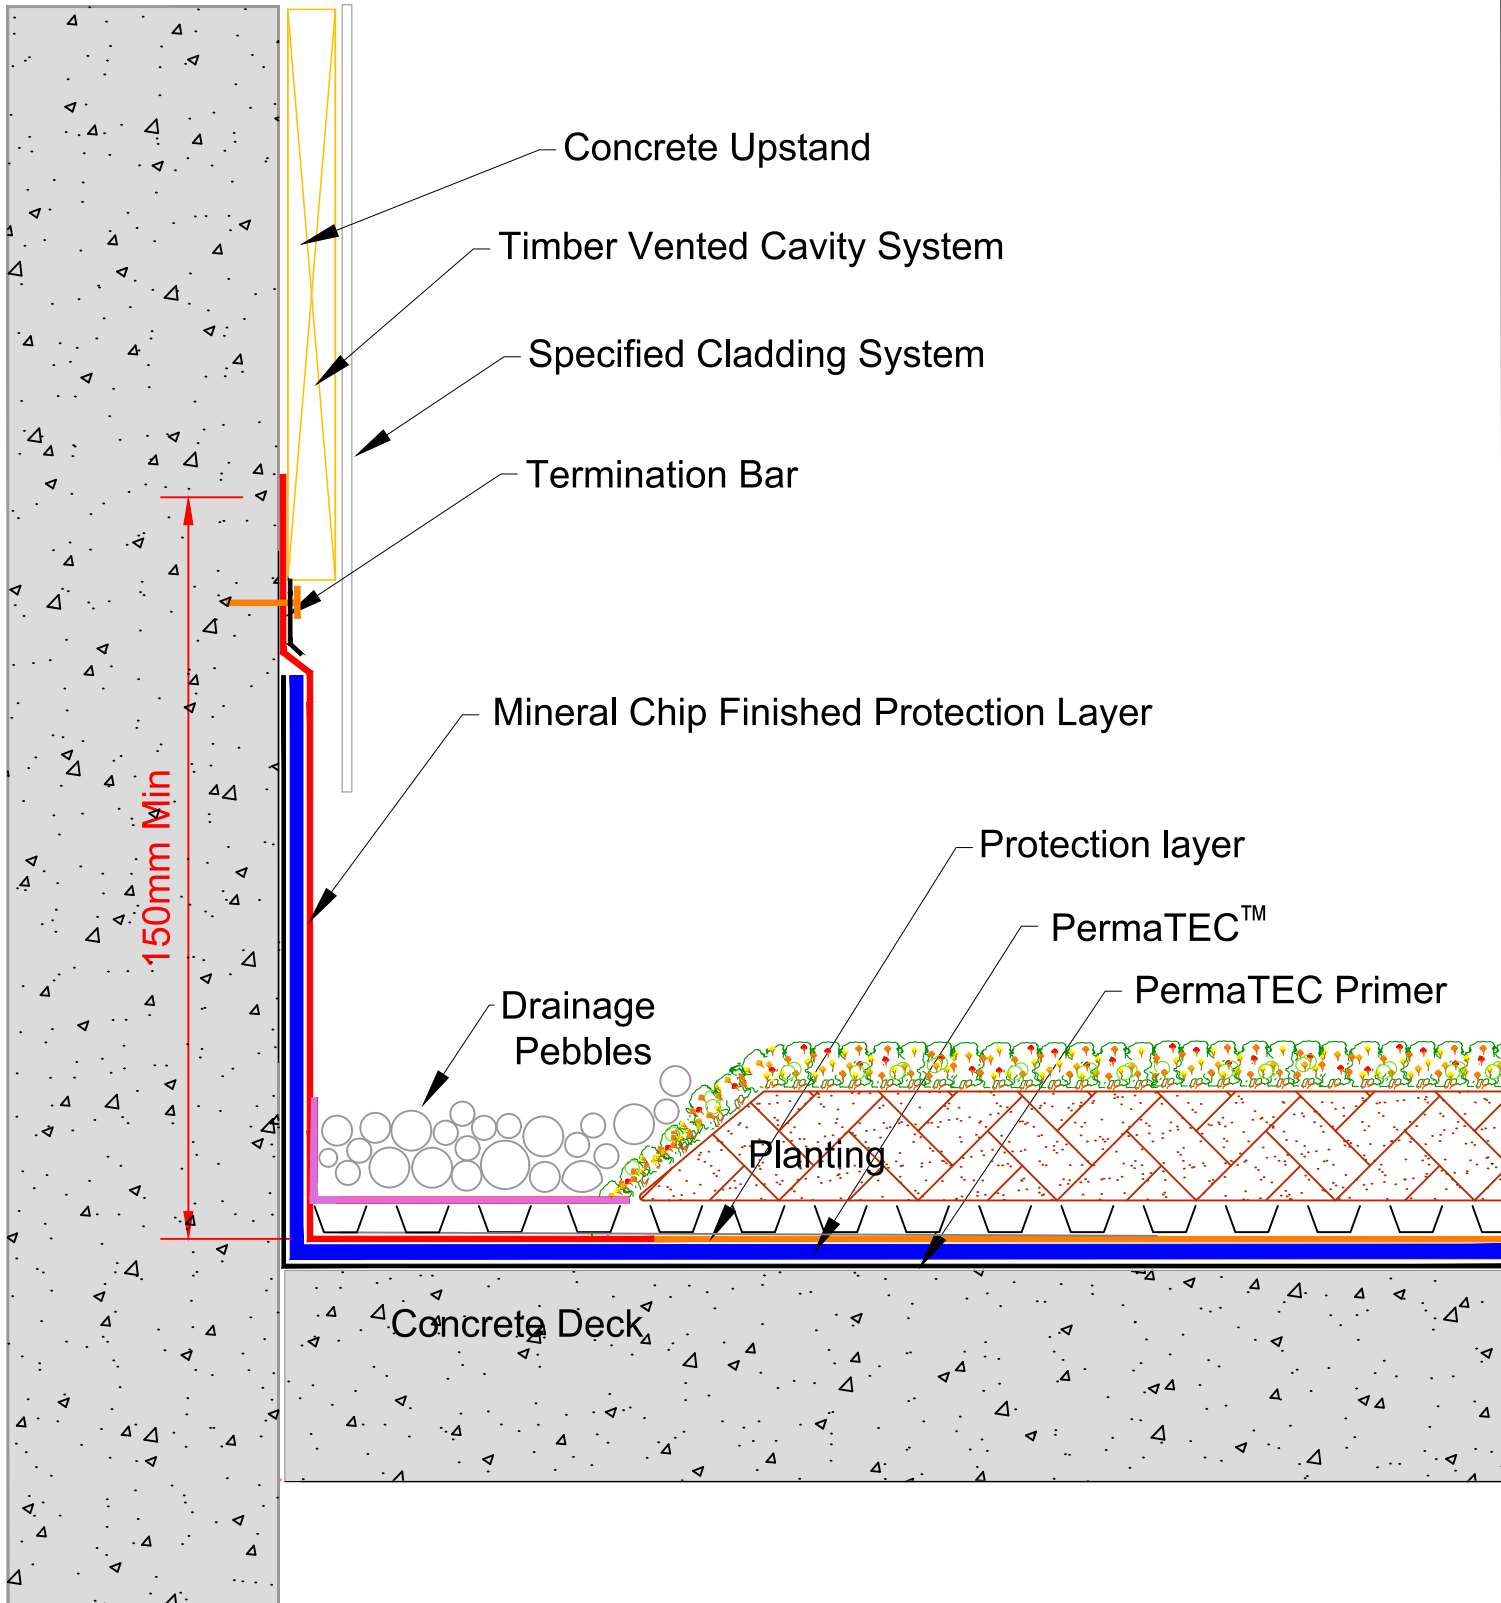 Concrete Upstand
Timber Vented Cavity System
Specified Cladding System
Termination Bar
Mineral Chip Finished Protection Layer
150mm Min
Protection layer
PermaTEC™
PermaTEC Primer
Drainage
Pebbles
Planting
Concrete Deck